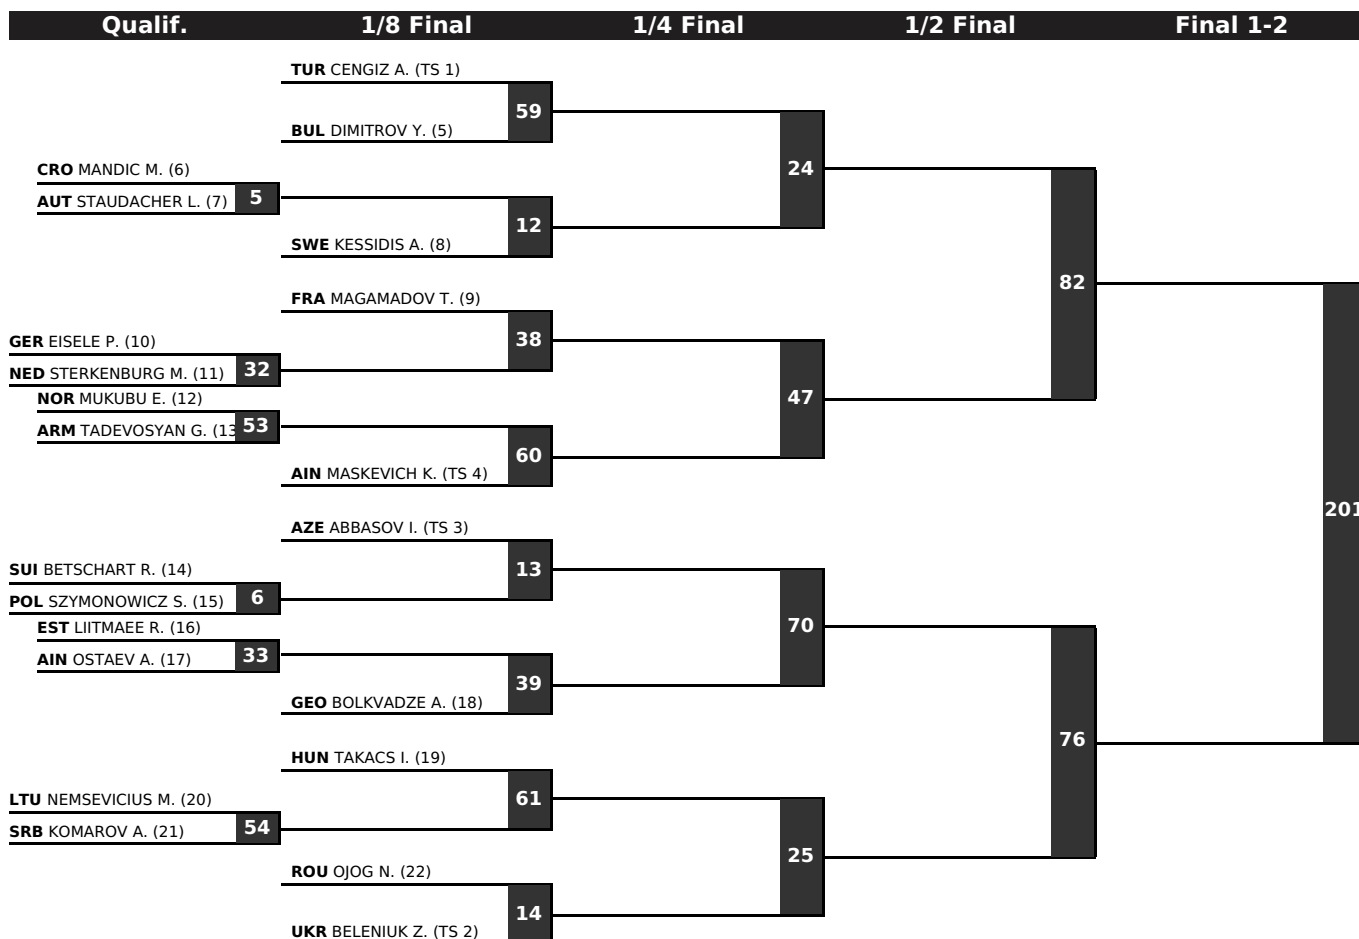 Qualif. 1/8 Final 1/4 Final 1/2 Final Final 1-2
TUR CENGIZ A. (TS 1)
59
BUL DIMITROV Y. (5)
CRO MANDIC M. (6)
24
AUT STAUDACHER L. (7) 5
12
SWE KESSIDIS A. (8)
82
FRA MAGAMADOV T. (9)
GER EISELE P. (10)
38
NED STERKENBURG M. (11) 32
NOR MUKUBU E. (12)
47
ARM TADEVOSYAN G. (13 53
60
AIN MASKEVICH K. (TS 4)
201
AZE ABBASOV I. (TS 3)
SUI BETSCHART R. (14)
13
POL SZYMONOWICZ S. (15) 6
EST LIITMAEE R. (16)
70
AIN OSTAEV A. (17) 33
39
GEO BOLKVADZE A. (18)
76
HUN TAKACS I. (19)
LTU NEMSEVICIUS M. (20)
61
SRB KOMAROV A. (21) 54
25
ROU OJOG N. (22)
14
UKR BELENIUK Z. (TS 2)